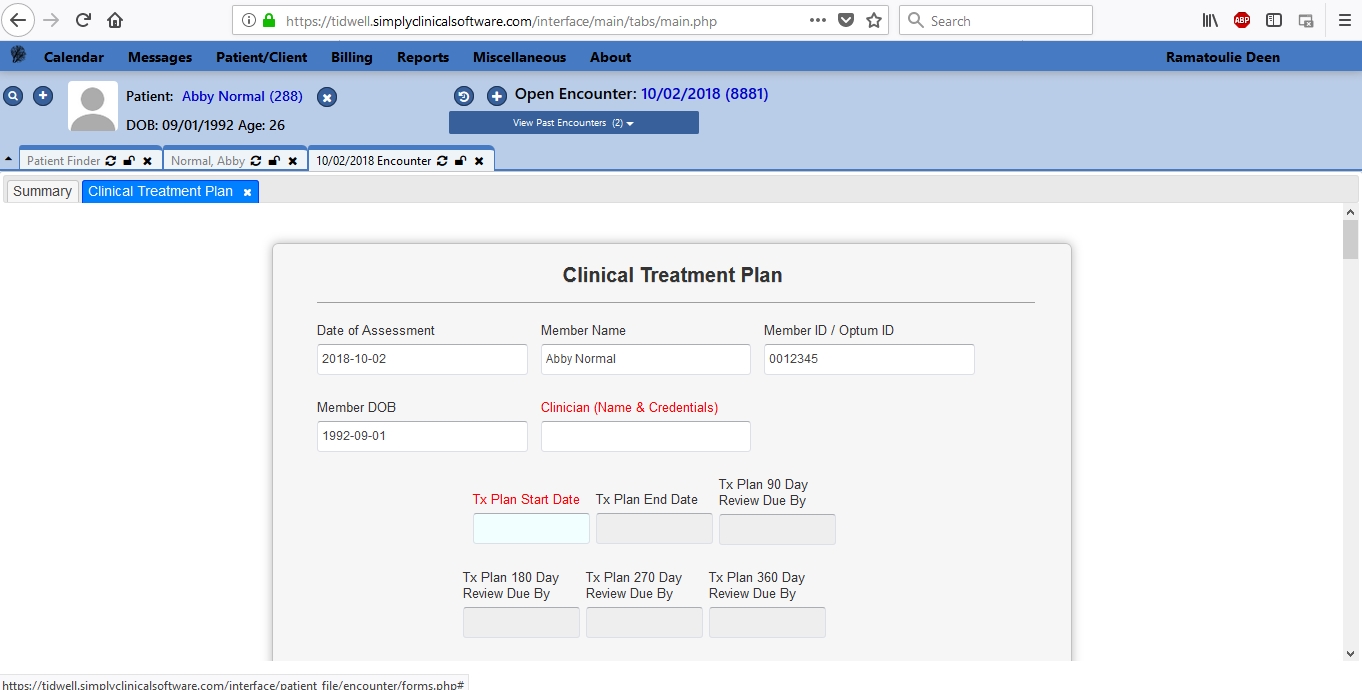 https://tidwell.simplyclinicalsoftware.com/interface/main/tabs/main.php Search ABP
Calendar Messages Patient/Client Billing Reports Miscellaneous About Ramatoulie Deen
Patient: Abby Normal (288) Open Encounter: 10/02/2018 (8881)
DOB: 09/01/1992 Age: 26 View Past Encounters (2)
Patient Finder Normal, Abby 10/02/2018 Encounter
Summary Clinical Treatment Plan
Clinical Treatment Plan
Date of Assessment Member Name Member ID / Optum ID
2018-10-02 Abby Normal 0012345
Member DOB Clinician (Name & Credentials)
1992-09-01
Tx Plan Start Date Tx Plan End Date Tx Plan 90 Day
Review Due By
Tx Plan 180 Day Tx Plan 270 Day Tx Plan 360 Day
Review Due By Review Due By Review Due By
https://tidwell.simplyclinicalsoftware.com/interface/patient_file/encounter/forms.php#